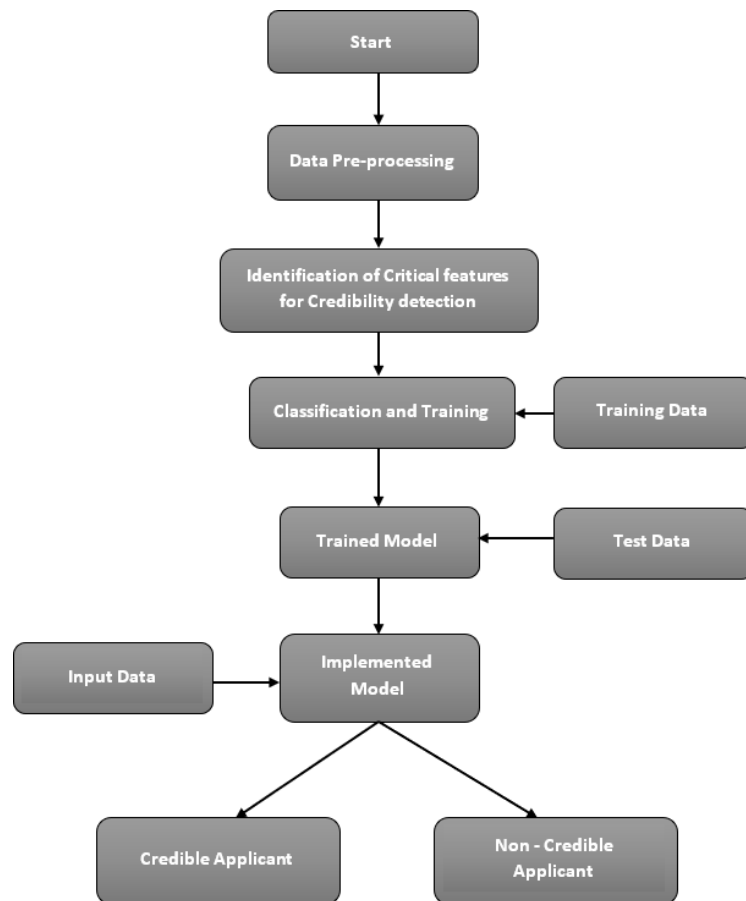 Start
Data Pre-processing
Identification of Critical features
for Credibility detection
Classification and Training
Training Data
Trained Model
Test Data
Input Data
Implemented
Model
Credible Applicant
Non - Credible
Applicant